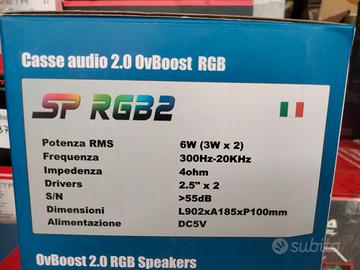 Casse audio 2.0 OvBoost RGB
SP RGB2
Potenza RMS 6W (3W x 2)
Frequenza 300Hz-20KHz
Impedenza 4ohm
Drivers 2.5" x 2
S/N >55dB
Dimensioni L902xA185xP100mm
Alimentazione DC5V
OvBoost 2.0 RGB Speakers
subito